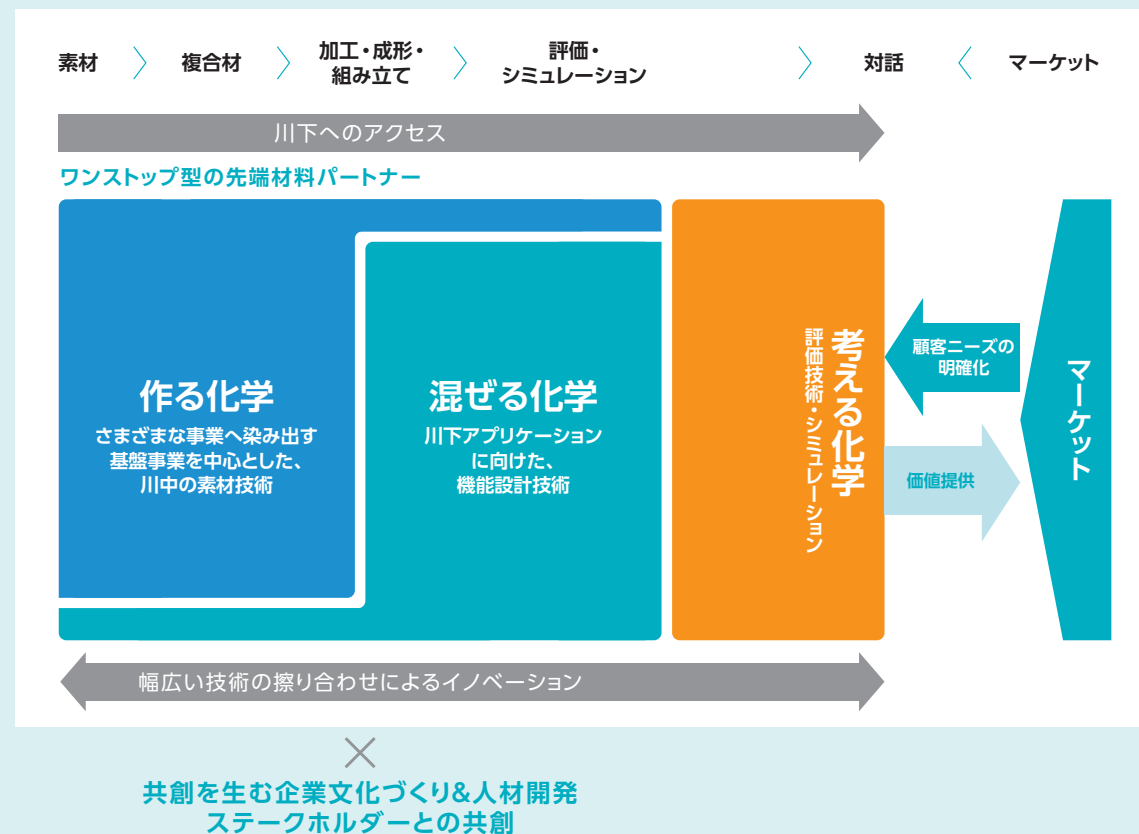 素材
複合材
加工・成形・
組み立て
評価・
シミュレーション
対話
マーケット
川下へのアクセス
ワンストップ型の先端材料パートナー
作る化学
さまざまな事業へ染み出す
基盤事業を中心とした、
川中の素材技術
混ぜる化学
川下アプリケーション
に向けた、
機能設計技術
考える化学
評価技術・シミュレーション
顧客ニーズの
明確化
価値提供
マーケット
幅広い技術の擦り合わせによるイノベーション
×
共創を生む企業文化づくり&人材開発
ステークホルダーとの共創